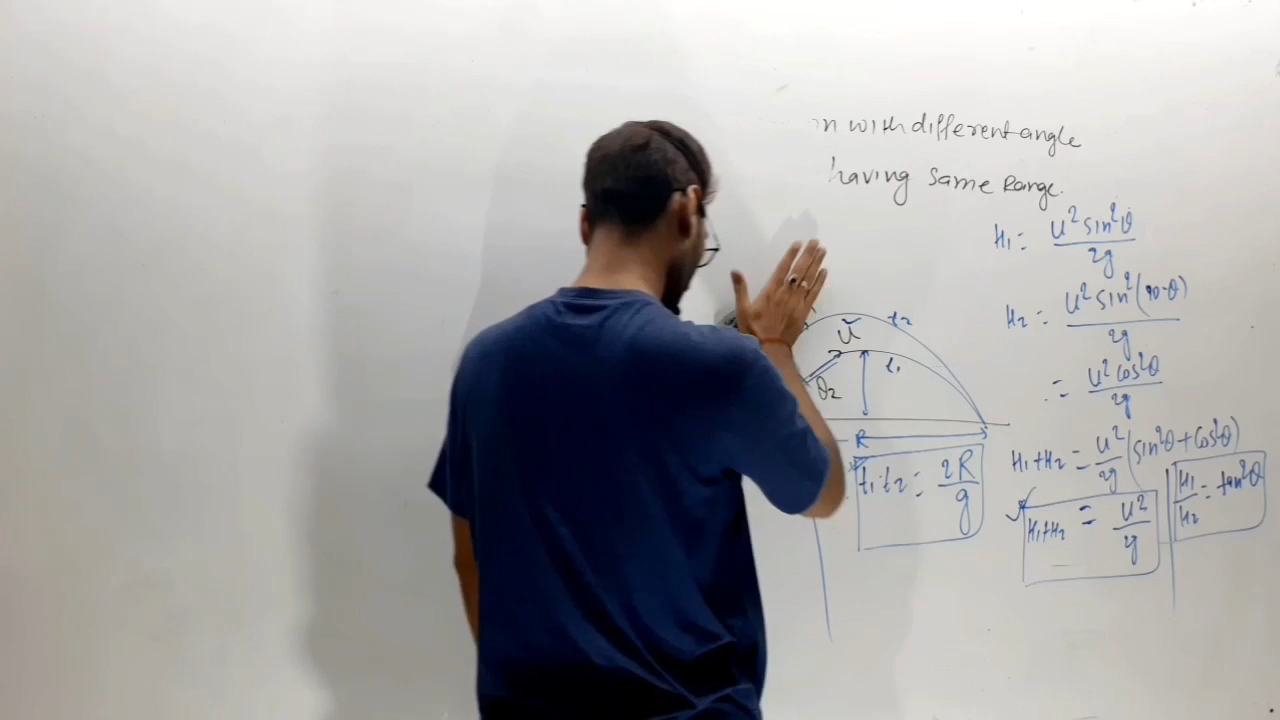 with different angle
having same Range.
H₁ = u² sin²θ / 2g
H₂ = u² sin²(90-θ) / 2g
= u² cos²θ / 2g
H₁+H₂ = u²/2g (sin²θ + cos²θ)
H₁+H₂ = u²/2g
H₁/H₂ = tan²θ
t₂
u
t₁
θ₂
R
t₁·t₂ = 2R/g